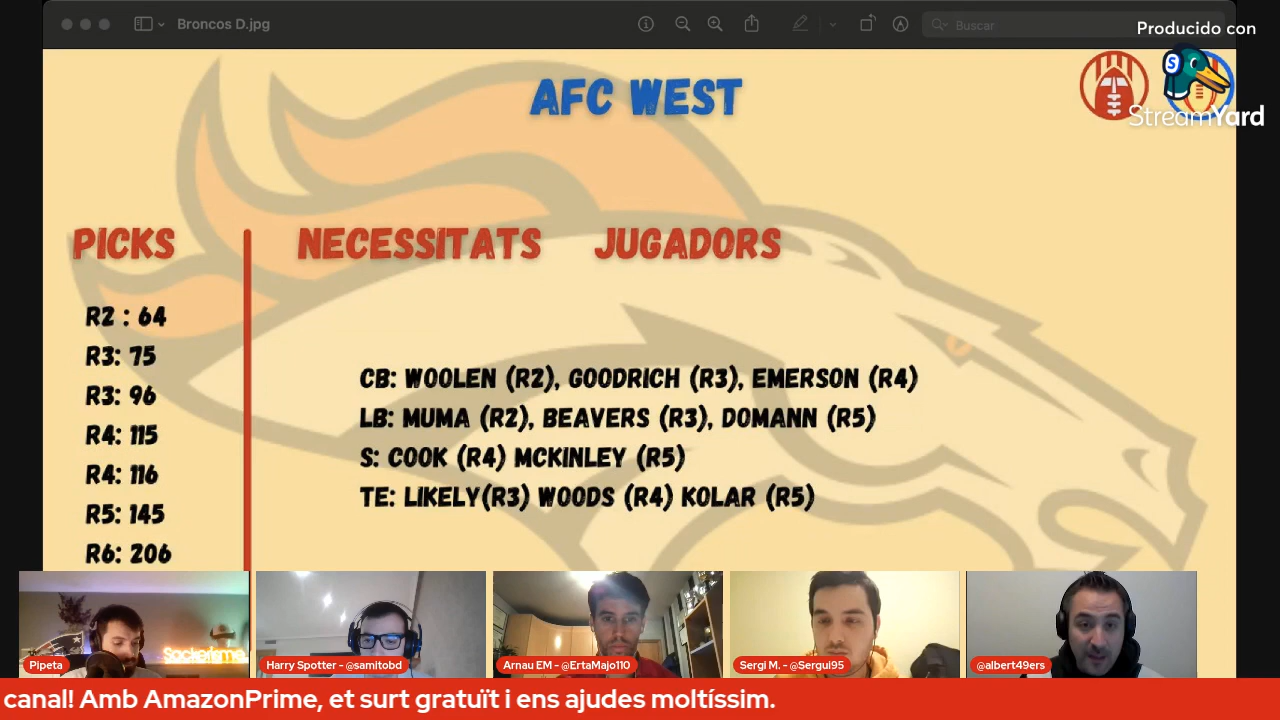 Broncos D.jpg
Buscar
Producido con
StreamYard
AFC WEST
PICKS
NECESSITATS
JUGADORS
R2 : 64
R3: 75
R3: 96
R4: 115
R4: 116
R5: 145
R6: 206
CB: WOOLEN (R2), GOODRICH (R3), EMERSON (R4)
LB: MUMA (R2), BEAVERS (R3), DOMANN (R5)
S: COOK (R4) MCKINLEY (R5)
TE: LIKELY(R3) WOODS (R4) KOLAR (R5)
Sackerisme
Pipeta
Harry Spotter - @samitobd
Arnau EM - @ErtaMajo110
Sergi M. - @Sergui95
@albert49ers
canal! Amb AmazonPrime, et surt gratuït i ens ajudes moltíssim.